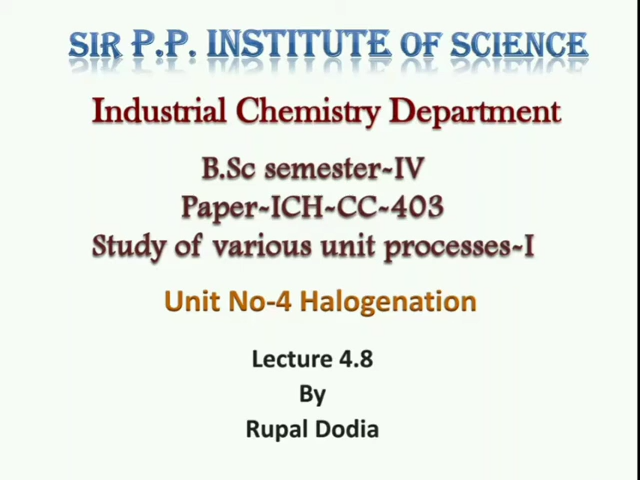 SIR P.P. INSTITUTE OF SCIENCE
Industrial Chemistry Department
B.Sc semester-IV
Paper-ICH-CC-403
Study of various unit processes-I
Unit No-4 Halogenation
Lecture 4.8
By
Rupal Dodia